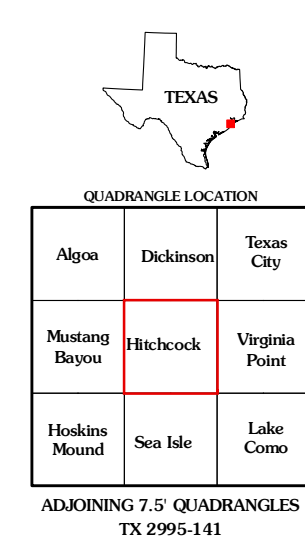 TEXAS
QUADRANGLE LOCATION
Algoa
Dickinson
Texas
City
Mustang
Bayou
Hitchcock
Virginia
Point
Hoskins
Mound
Sea Isle
Lake
Como
ADJOINING 7.5' QUADRANGLES
TX 2995-141